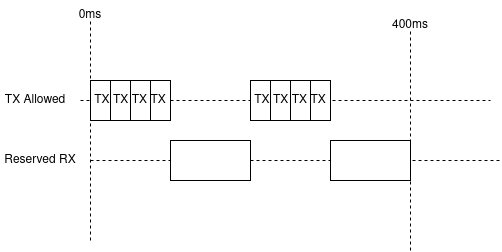 0ms
400ms
TX Allowed
TX TX TX TX
TX TX TX TX
Reserved RX